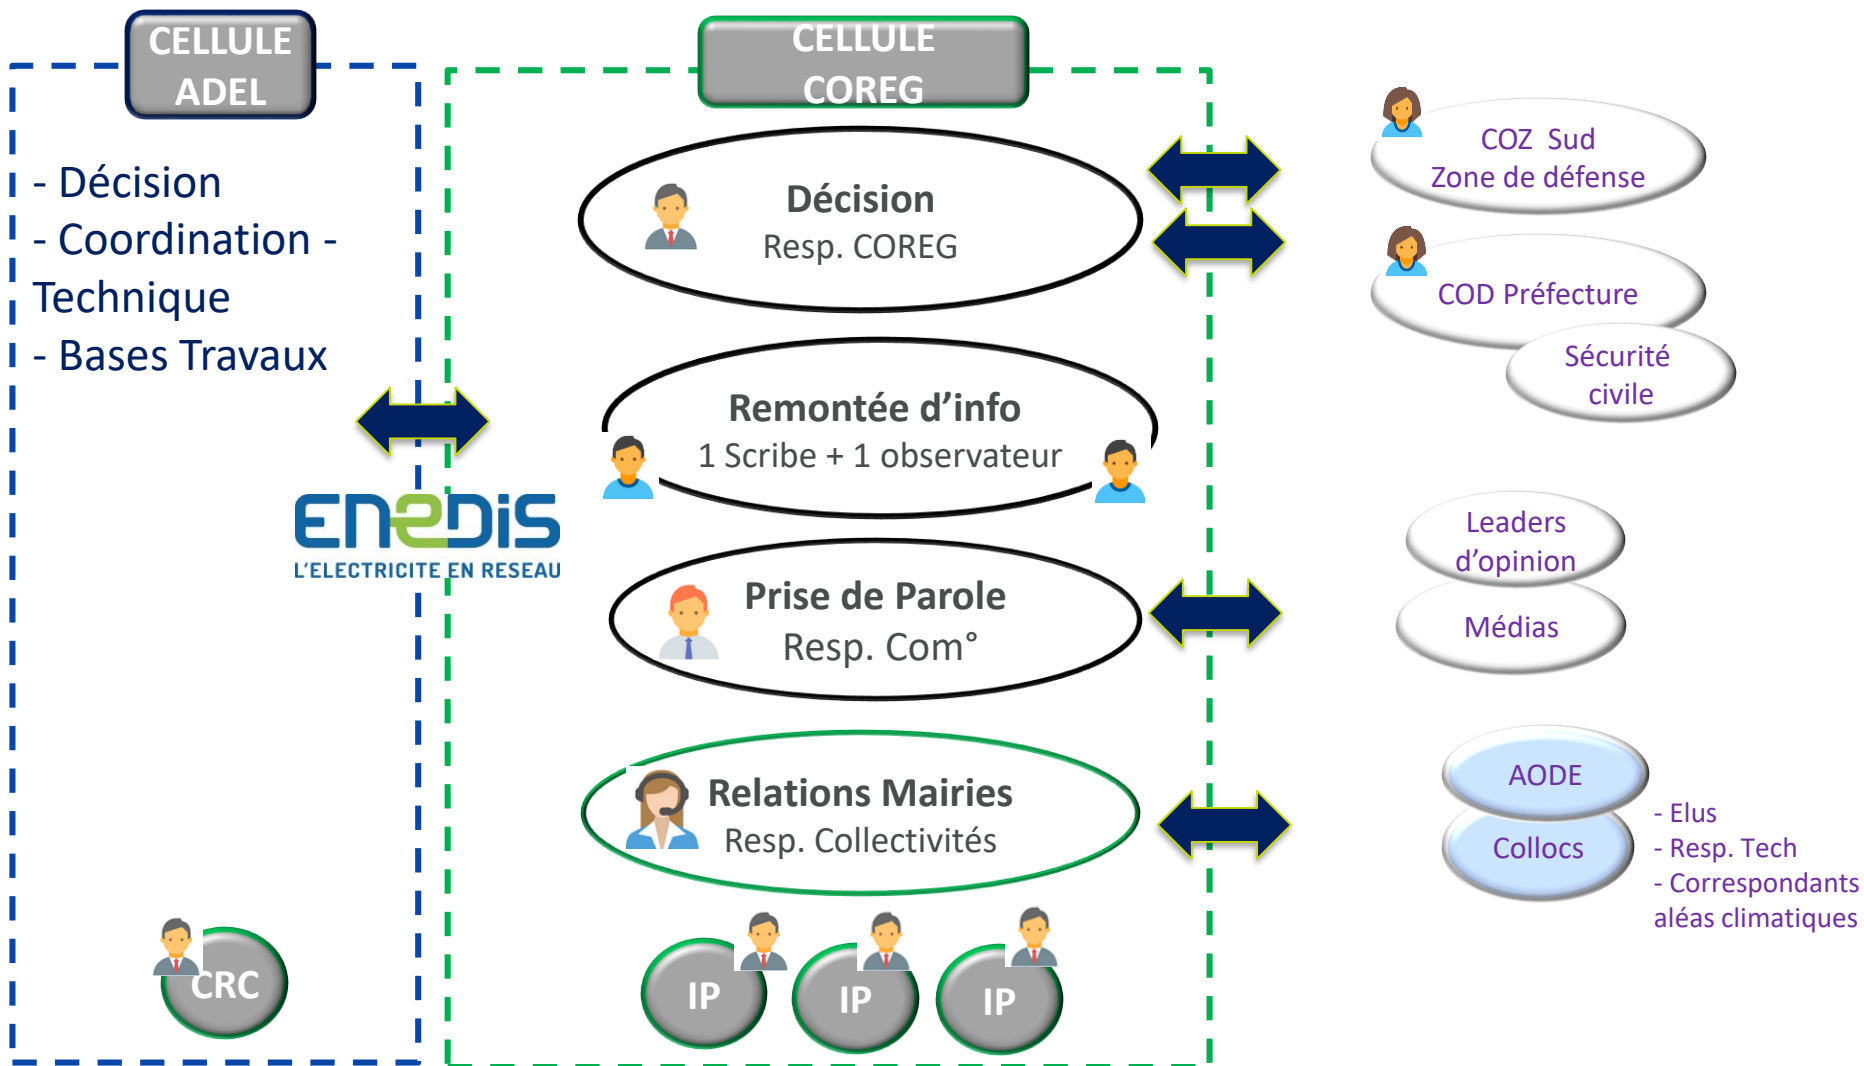 CELLULE
ADEL
- Décision
- Coordination -
Technique
- Bases Travaux
CRC
ENEDIS
L'ELECTRICITE EN RESEAU
CELLULE
COREG
Décision
Resp. COREG
Remontée d’info
1 Scribe + 1 observateur
Prise de Parole
Resp. Com°
Relations Mairies
Resp. Collectivités
IP
IP
IP
COZ Sud
Zone de défense
COD Préfecture
Sécurité
civile
Leaders
d’opinion
Médias
AODE
Collocs
- Elus
- Resp. Tech
- Correspondants
aléas climatiques